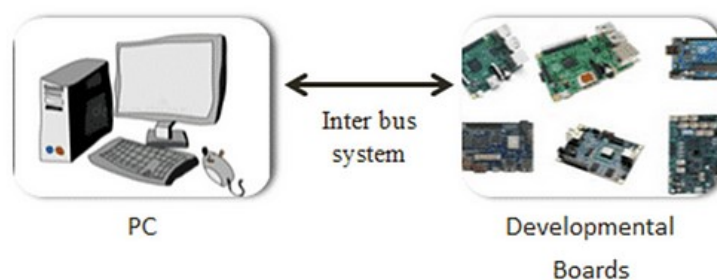 Inter bus
system
PC
Developmental
Boards